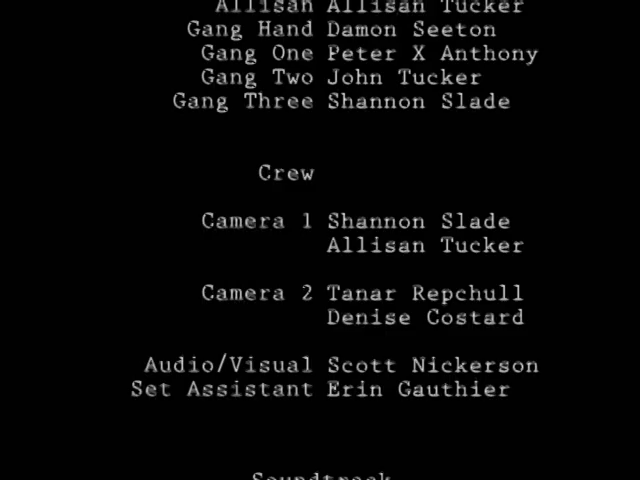 Allisan Allisan Tucker
Gang Hand Damon Seeton
Gang One Peter X Anthony
Gang Two John Tucker
Gang Three Shannon Slade
Crew
Camera 1 Shannon Slade
Allisan Tucker
Camera 2 Tanar Repchull
Denise Costard
Audio/Visual Scott Nickerson
Set Assistant Erin Gauthier
Soundtrack